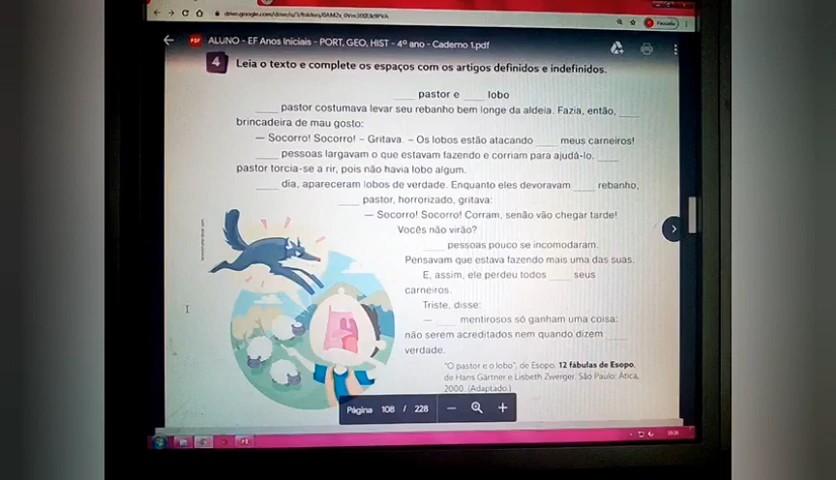 ALUNO - EF Anos Iniciais - PORT, GEO, HIST - 4º ano - Caderno 1.pdf
4 Leia o texto e complete os espaços com os artigos definidos e indefinidos.
____ pastor e ____ lobo
____ pastor costumava levar seu rebanho bem longe da aldeia. Fazia, então, ____
brincadeira de mau gosto:
— Socorro! Socorro! – Gritava. – Os lobos estão atacando ____ meus carneiros!
____ pessoas largavam o que estavam fazendo e corriam para ajudá-lo. ____
pastor torcia-se a rir, pois não havia lobo algum.
____ dia, apareceram lobos de verdade. Enquanto eles devoravam ____ rebanho,
____ pastor, horrorizado, gritava:
— Socorro! Socorro! Corram, senão vão chegar tarde!
Vocês não virão?
____ pessoas pouco se incomodaram.
Pensavam que estava fazendo mais uma das suas.
E, assim, ele perdeu todos ____ seus
carneiros.
Triste, disse:
— ____ mentirosos só ganham uma coisa:
não serem acreditados nem quando dizem ____
verdade.
"O pastor e o lobo", de Esopo. 12 fábulas de Esopo,
de Hans Gärtner e Lisbeth Zwerger. São Paulo: Ática,
2000. (Adaptado.)
Página 108 / 228